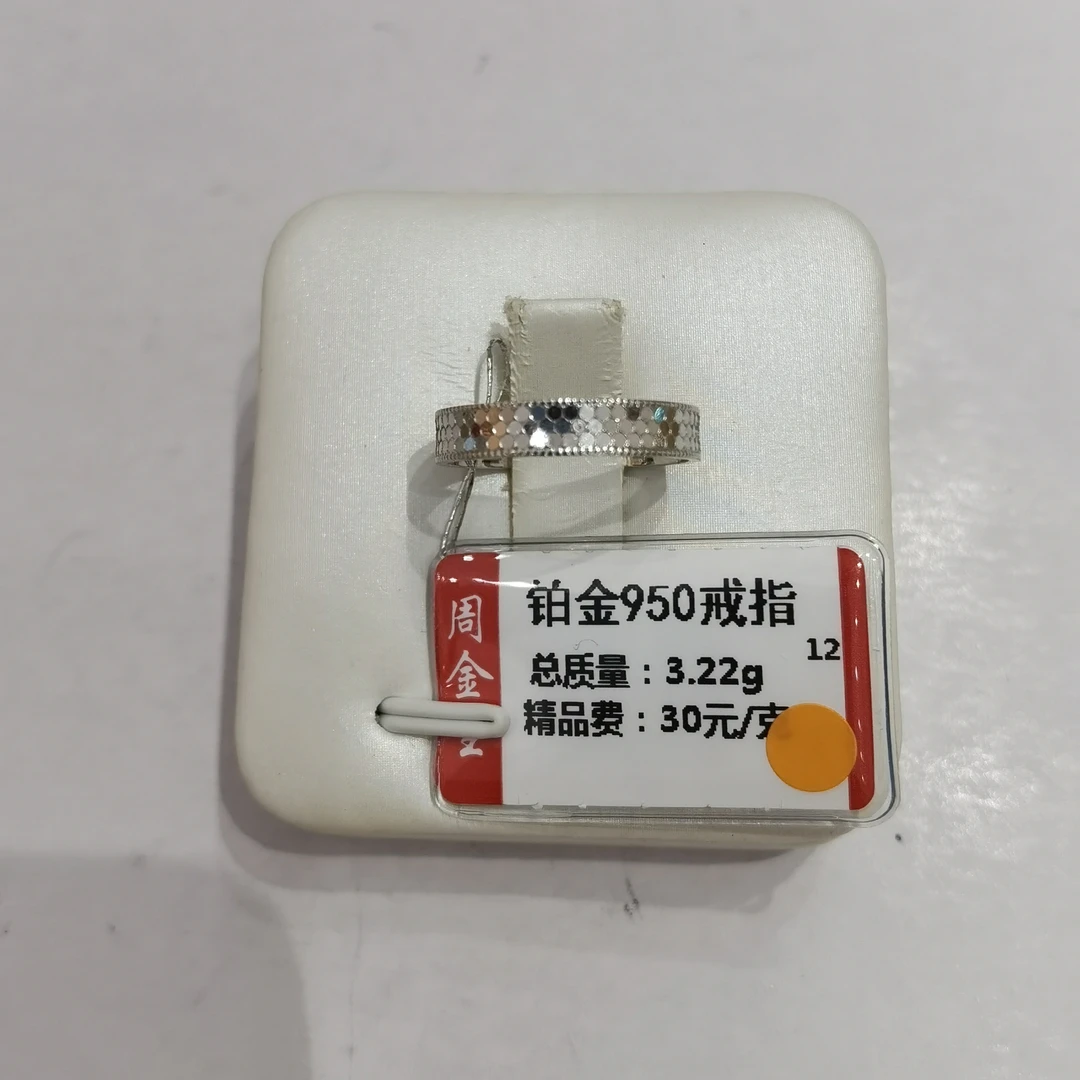 周金
铂金950戒指
12
总质量：3.22g
精品费：30元/克